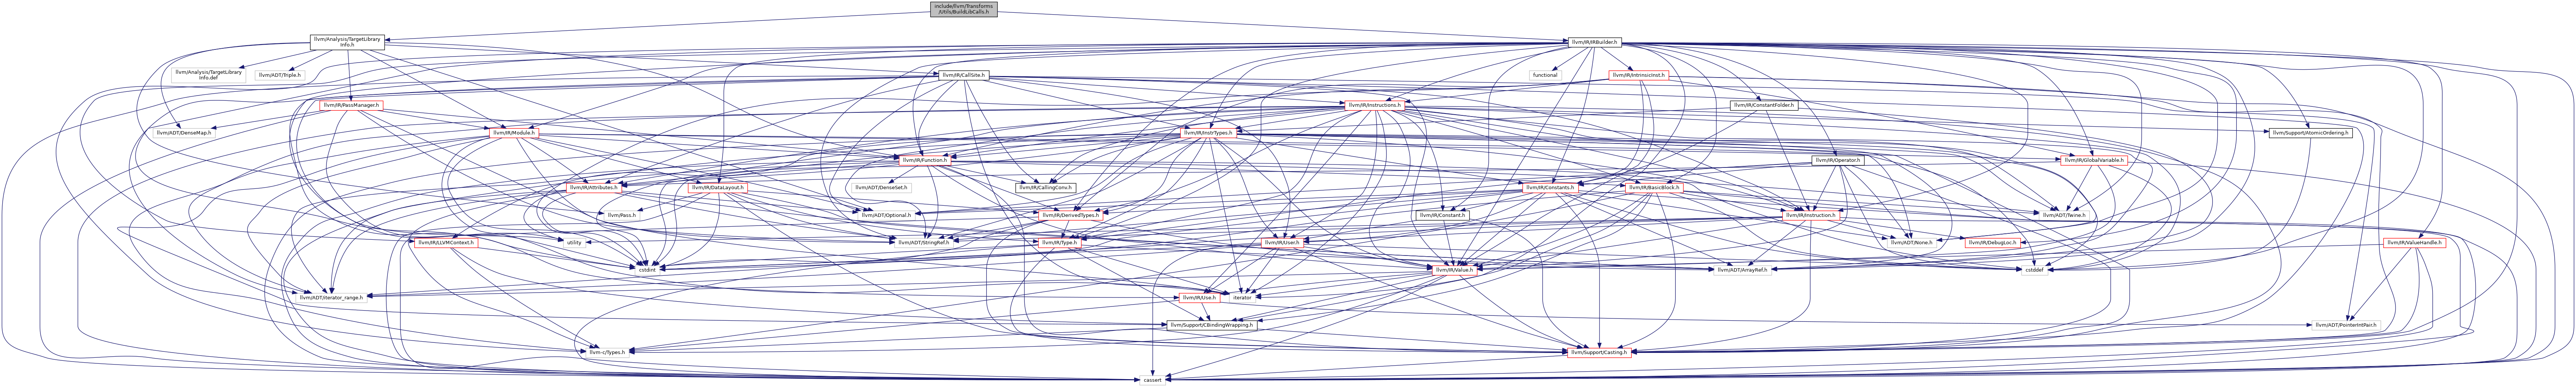 include/llvm/Transforms
/Utils/BuildLibCalls.h
llvm/Analysis/TargetLibrary
Info.h
llvm/IR/IRBuilder.h
llvm/Analysis/TargetLibrary
Info.def
llvm/ADT/Triple.h
llvm/IR/CallSite.h
functional
llvm/IR/IntrinsicInst.h
llvm/IR/PassManager.h
llvm/IR/Instructions.h
llvm/IR/ConstantFolder.h
llvm/ADT/DenseMap.h
llvm/IR/Module.h
llvm/IR/InstrTypes.h
llvm/Support/AtomicOrdering.h
llvm/IR/Function.h
llvm/IR/Operator.h
llvm/IR/GlobalVariable.h
llvm/IR/Attributes.h
llvm/IR/DataLayout.h
llvm/ADT/DenseSet.h
llvm/IR/CallingConv.h
llvm/IR/Constants.h
llvm/IR/BasicBlock.h
llvm/Pass.h
llvm/ADT/Optional.h
llvm/IR/DerivedTypes.h
llvm/IR/Constant.h
llvm/IR/Instruction.h
llvm/ADT/Twine.h
llvm/IR/LLVMContext.h
utility
llvm/ADT/StringRef.h
llvm/IR/Type.h
llvm/IR/User.h
llvm/ADT/None.h
llvm/IR/DebugLoc.h
llvm/IR/ValueHandle.h
cstdint
llvm/IR/Value.h
llvm/ADT/ArrayRef.h
cstddef
llvm/ADT/iterator_range.h
llvm/IR/Use.h
iterator
llvm/Support/CBindingWrapping.h
llvm/ADT/PointerIntPair.h
llvm-c/Types.h
llvm/Support/Casting.h
cassert